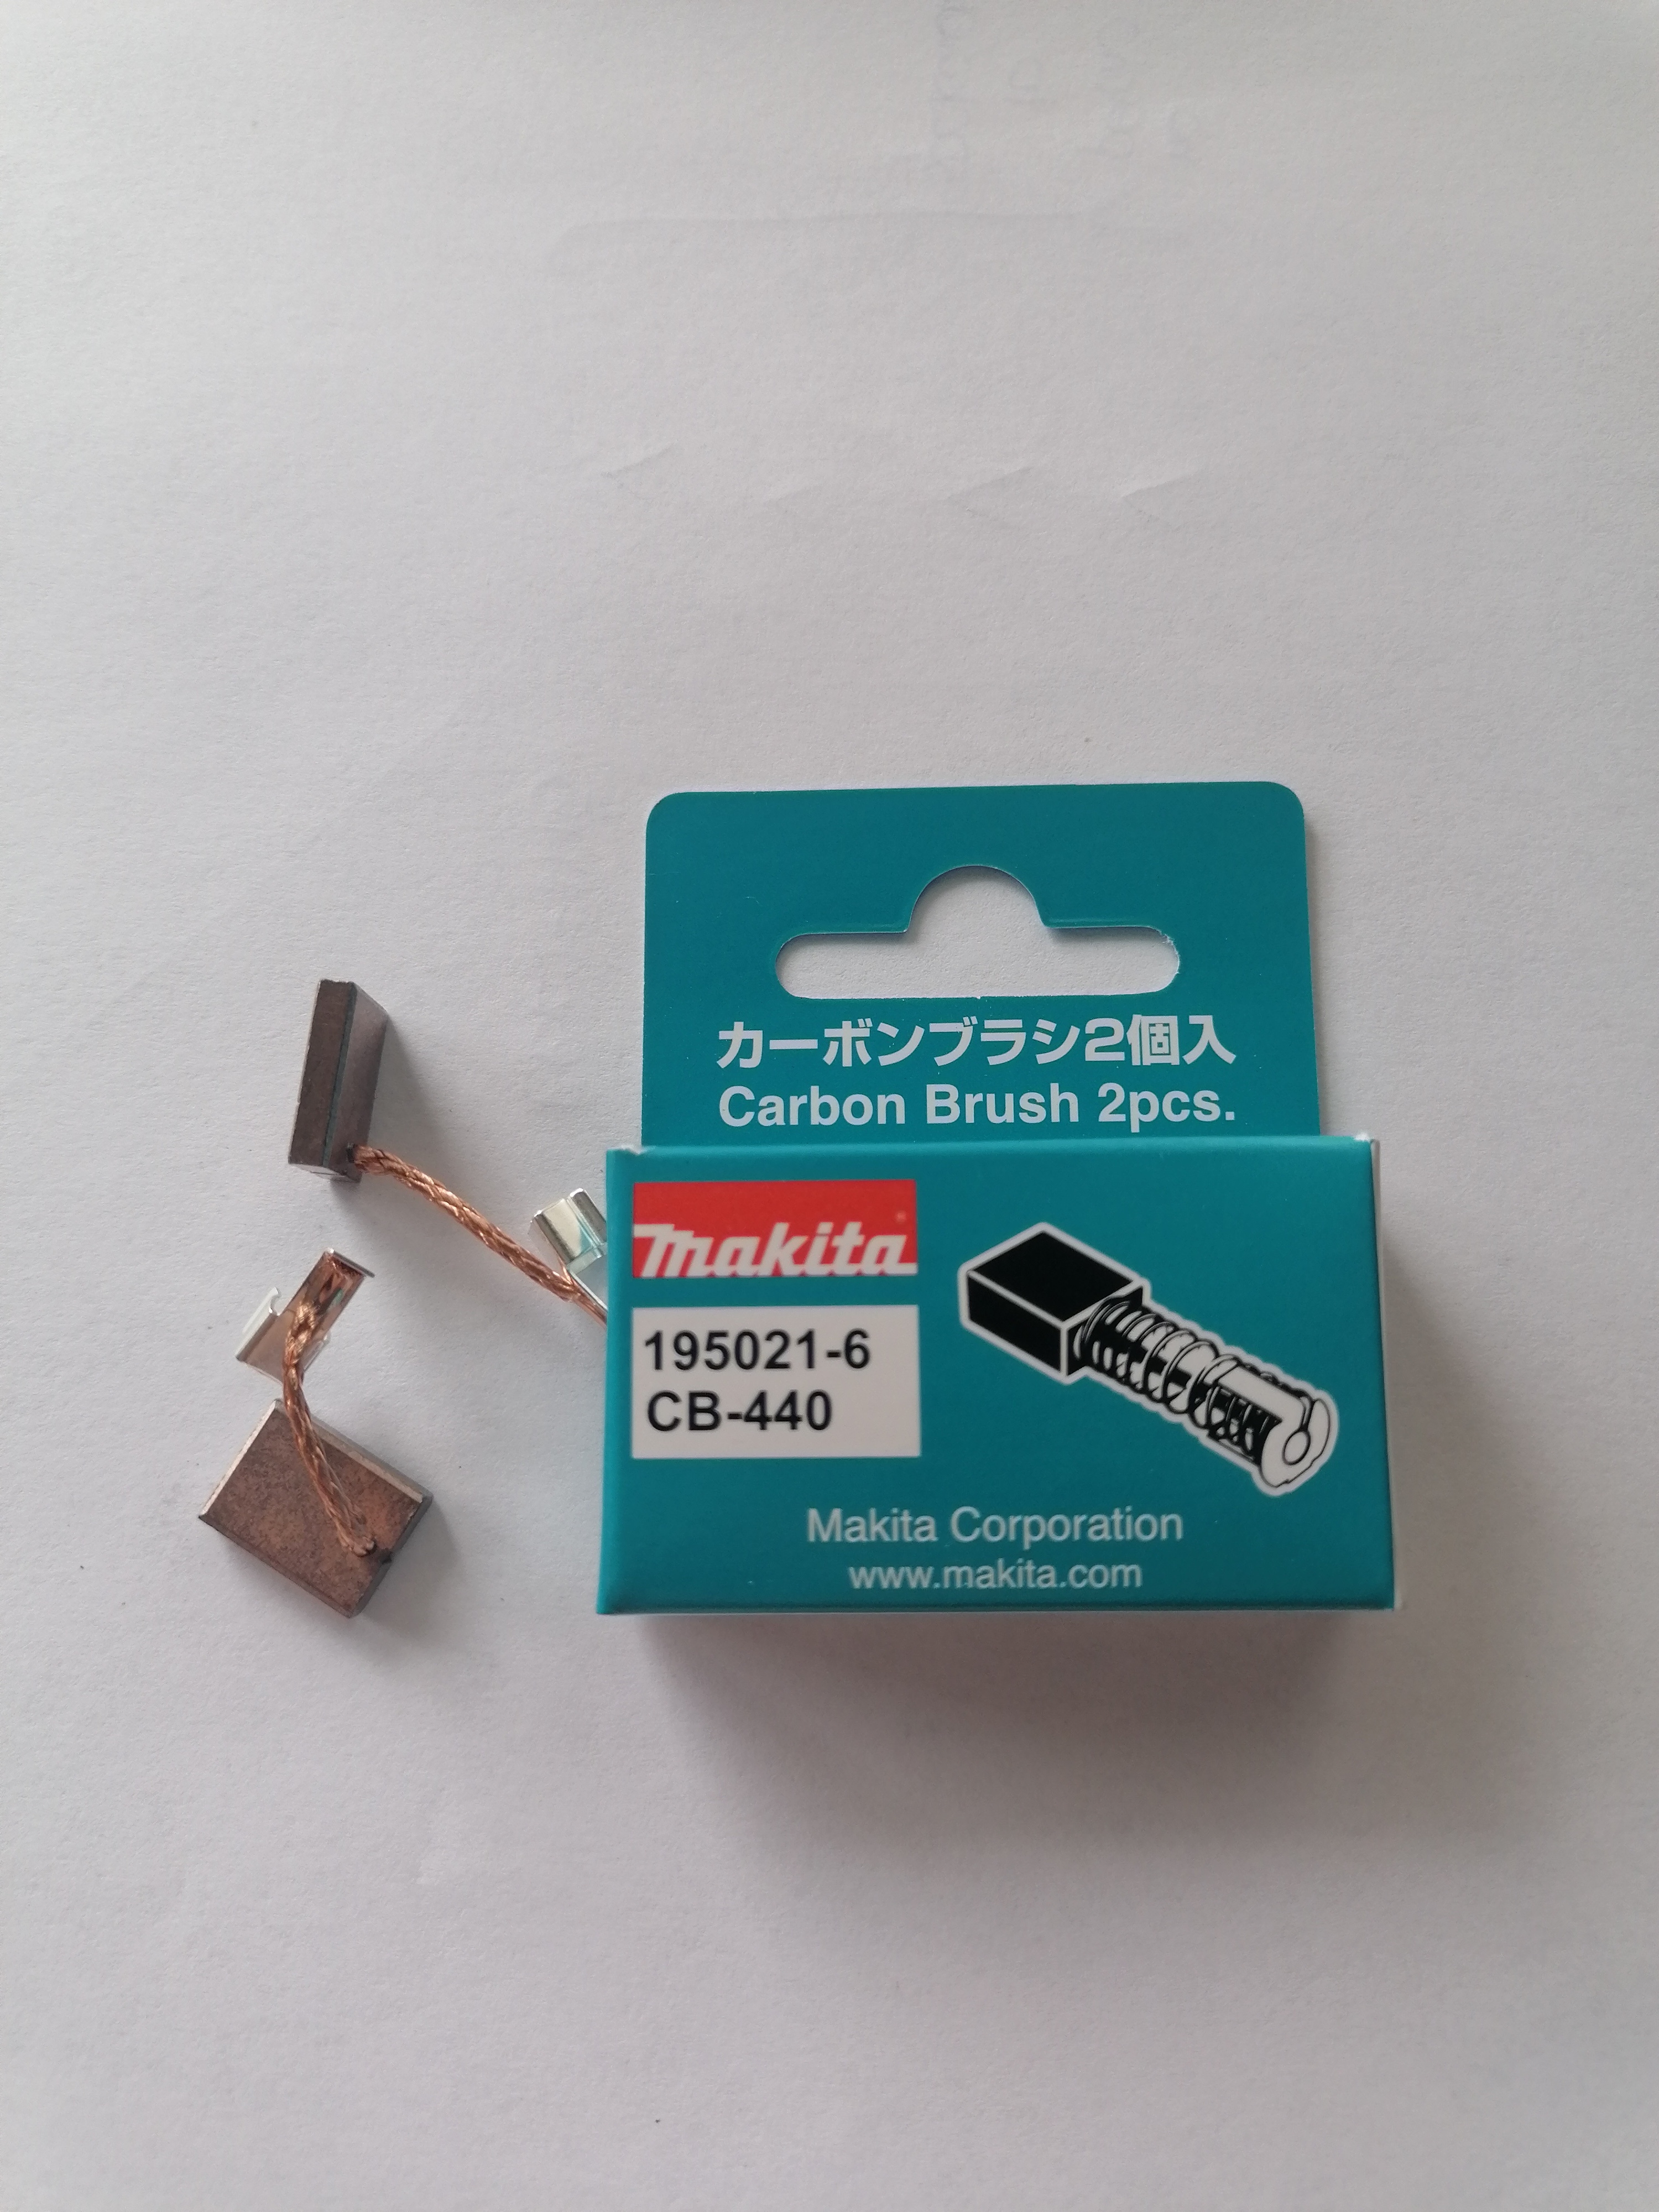 カーボンブラシ2個入
Carbon Brush 2pcs.
makita
195021-6
CB-440
Makita Corporation
www.makita.com